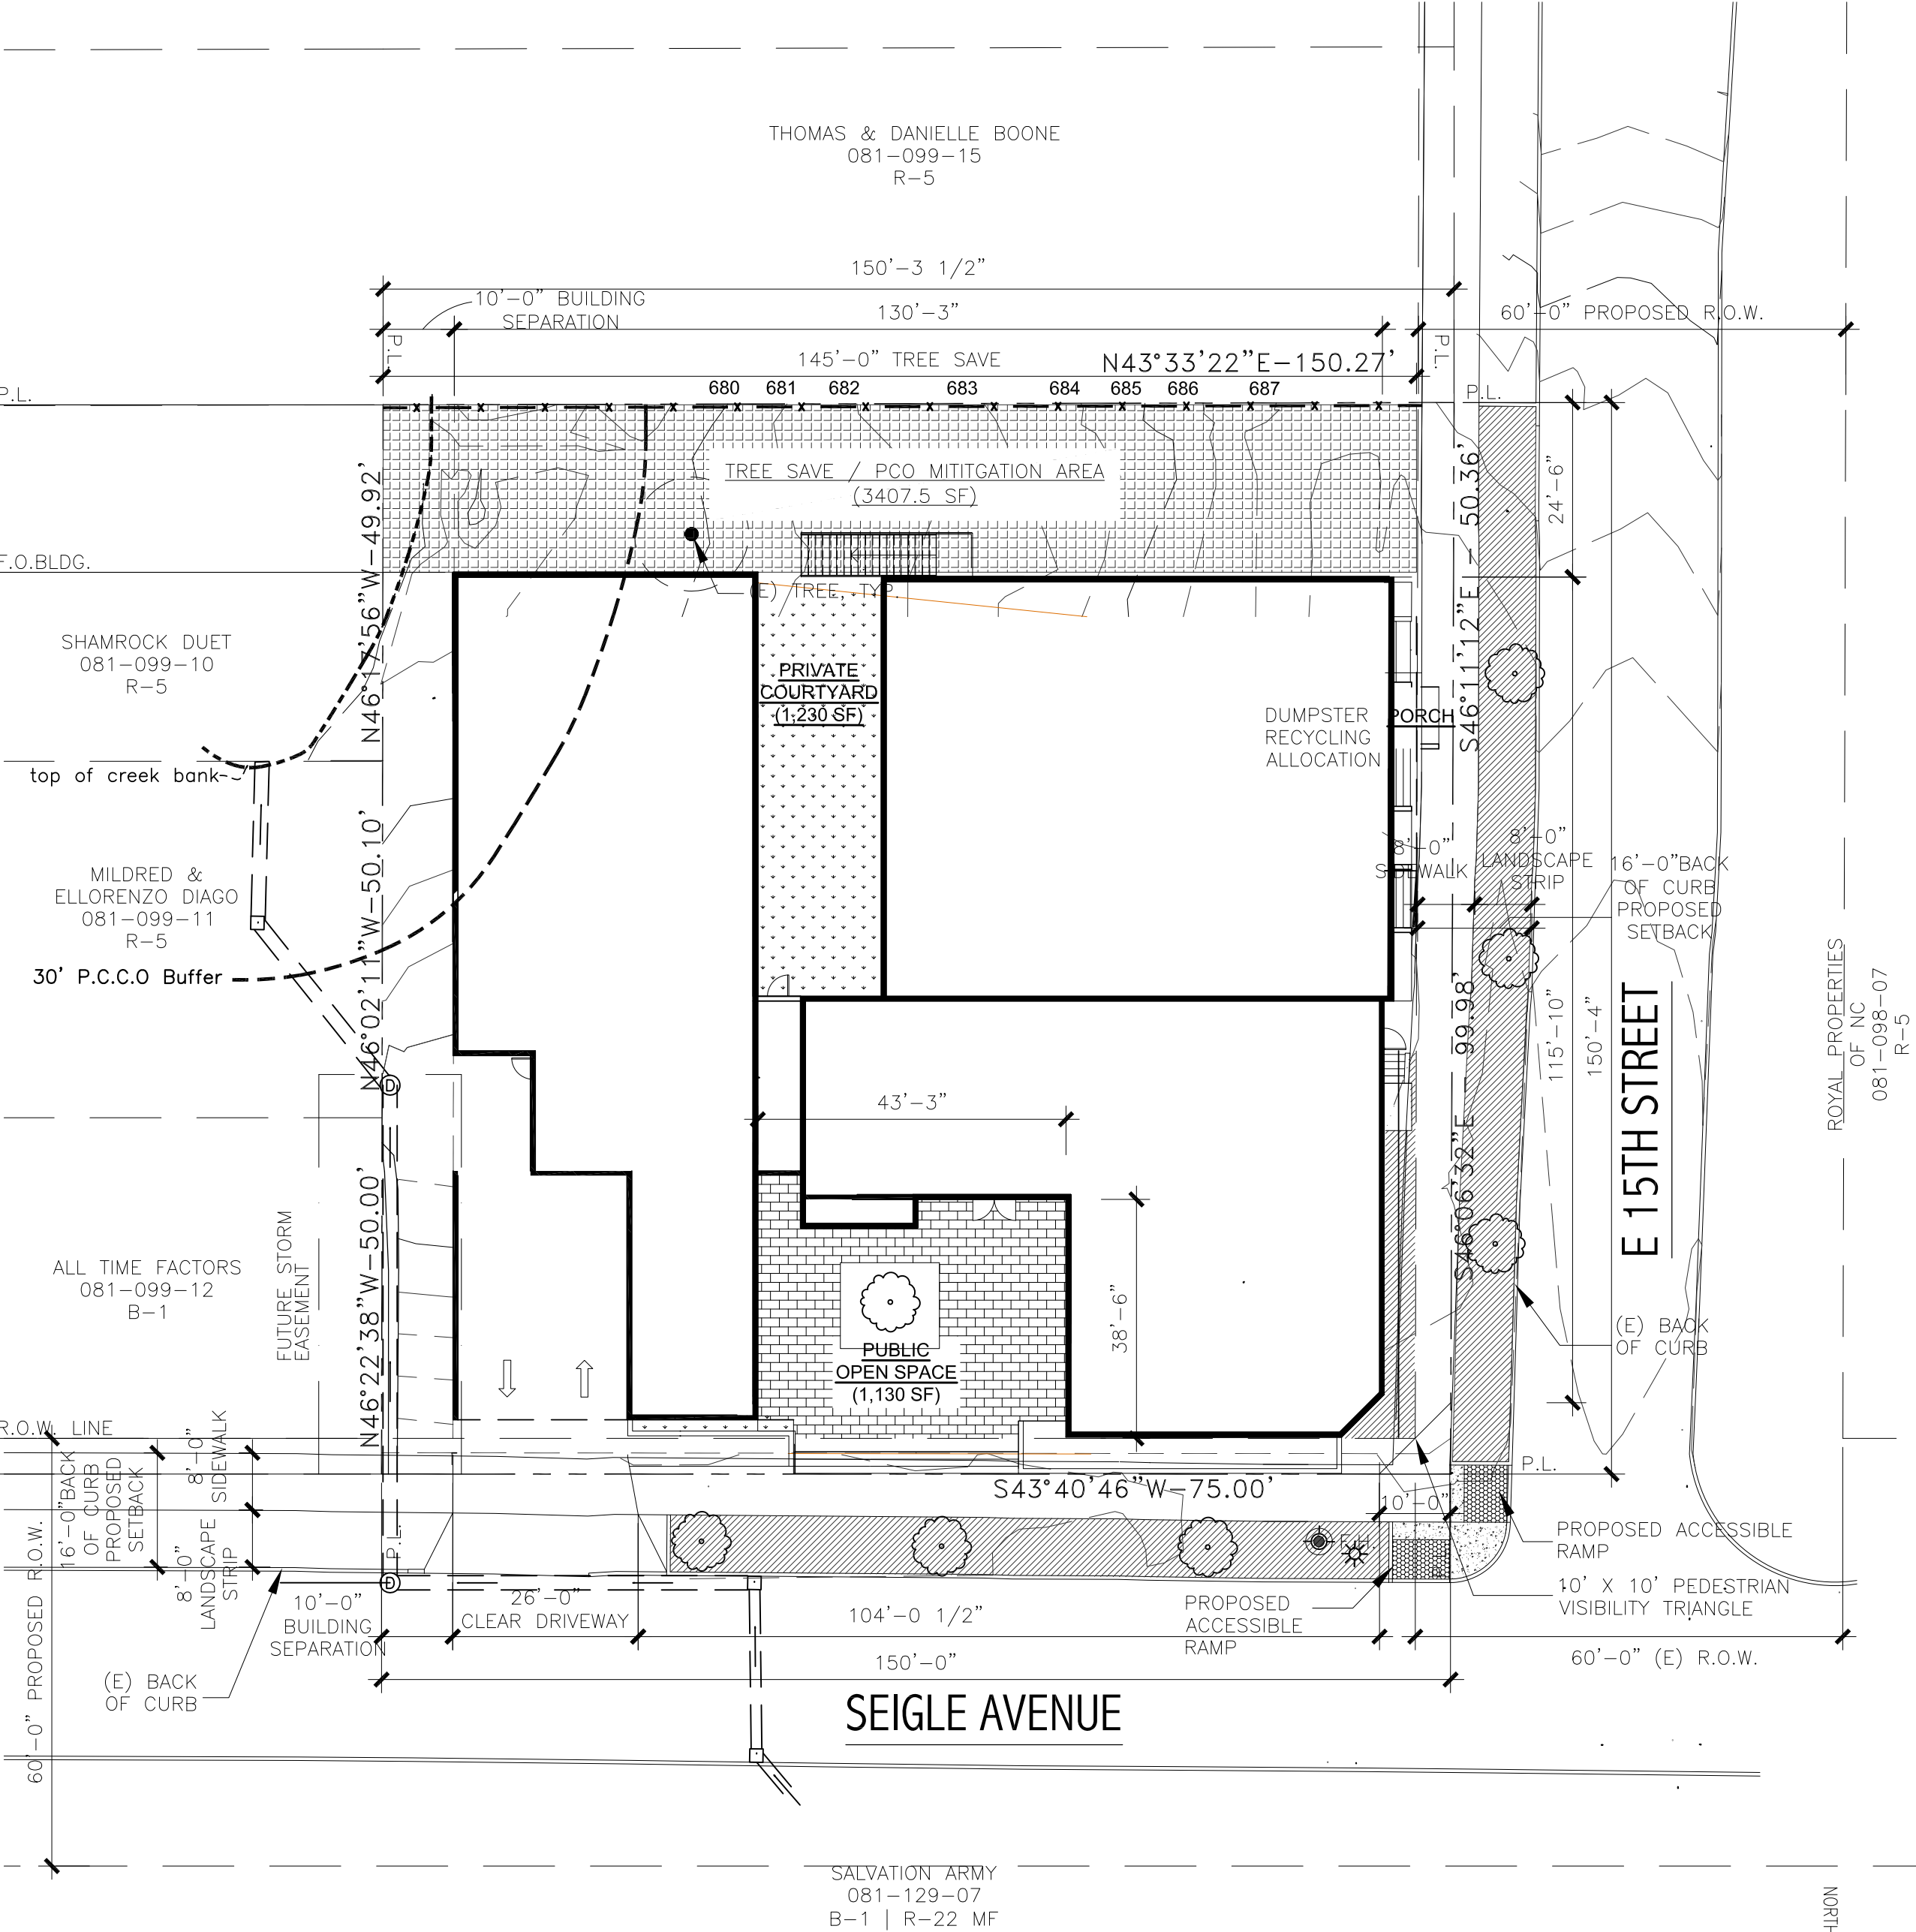 THOMAS & DANIELLE BOONE
081-099-15
R-5
150'-3 1/2"
10'-0" BUILDING
SEPARATION
130'-3"
60'-0" PROPOSED R.O.W.
P.L.
P.L.
145'-0" TREE SAVE
N43°33'22"E-150.27'
P.L.
P.L.
680 681 682 683 684 685 686 687
TREE SAVE / PCO MITITGATION AREA
(3407.5 SF)
N46°17'56"W-49.92'
S46°11'12"E - 50.36'
24'-6"
F.O.BLDG.
(E) TREE, TYP.
SHAMROCK DUET
081-099-10
R-5
PRIVATE
COURTYARD
(1,230 SF)
DUMPSTER
RECYCLING
ALLOCATION
PORCH
top of creek bank
MILDRED &
ELLORENZO DIAGO
081-099-11
R-5
8'-0"
SIDEWALK
8'-0"
LANDSCAPE
STRIP
16'-0"BACK
OF CURB
PROPOSED
SETBACK
30' P.C.C.O Buffer
N46°02'11"W-50.10'
S46°06'32"E - 99.98'
115'-10"
150'-4"
E 15TH STREET
ROYAL PROPERTIES
OF NC
081-098-07
R-5
D
43'-3"
38'-6"
ALL TIME FACTORS
081-099-12
B-1
FUTURE STORM
EASEMENT
N46°22'38"W-50.00'
PUBLIC
OPEN SPACE
(1,130 SF)
(E) BACK
OF CURB
R.O.W. LINE
16'-0"BACK
OF CURB
PROPOSED
SETBACK
8'-0"
SIDEWALK
8'-0"
LANDSCAPE
STRIP
P.L.
P.L.
S43°40'46"W-75.00'
10'-0"
F.H.
PROPOSED ACCESSIBLE
RAMP
10' X 10' PEDESTRIAN
VISIBILITY TRIANGLE
D
10'-0"
BUILDING
SEPARATION
26'-0"
CLEAR DRIVEWAY
104'-0 1/2"
PROPOSED
ACCESSIBLE
RAMP
60'-0" (E) R.O.W.
150'-0"
(E) BACK
OF CURB
60'-0" PROPOSED R.O.W.
SEIGLE AVENUE
SALVATION ARMY
081-129-07
B-1 | R-22 MF